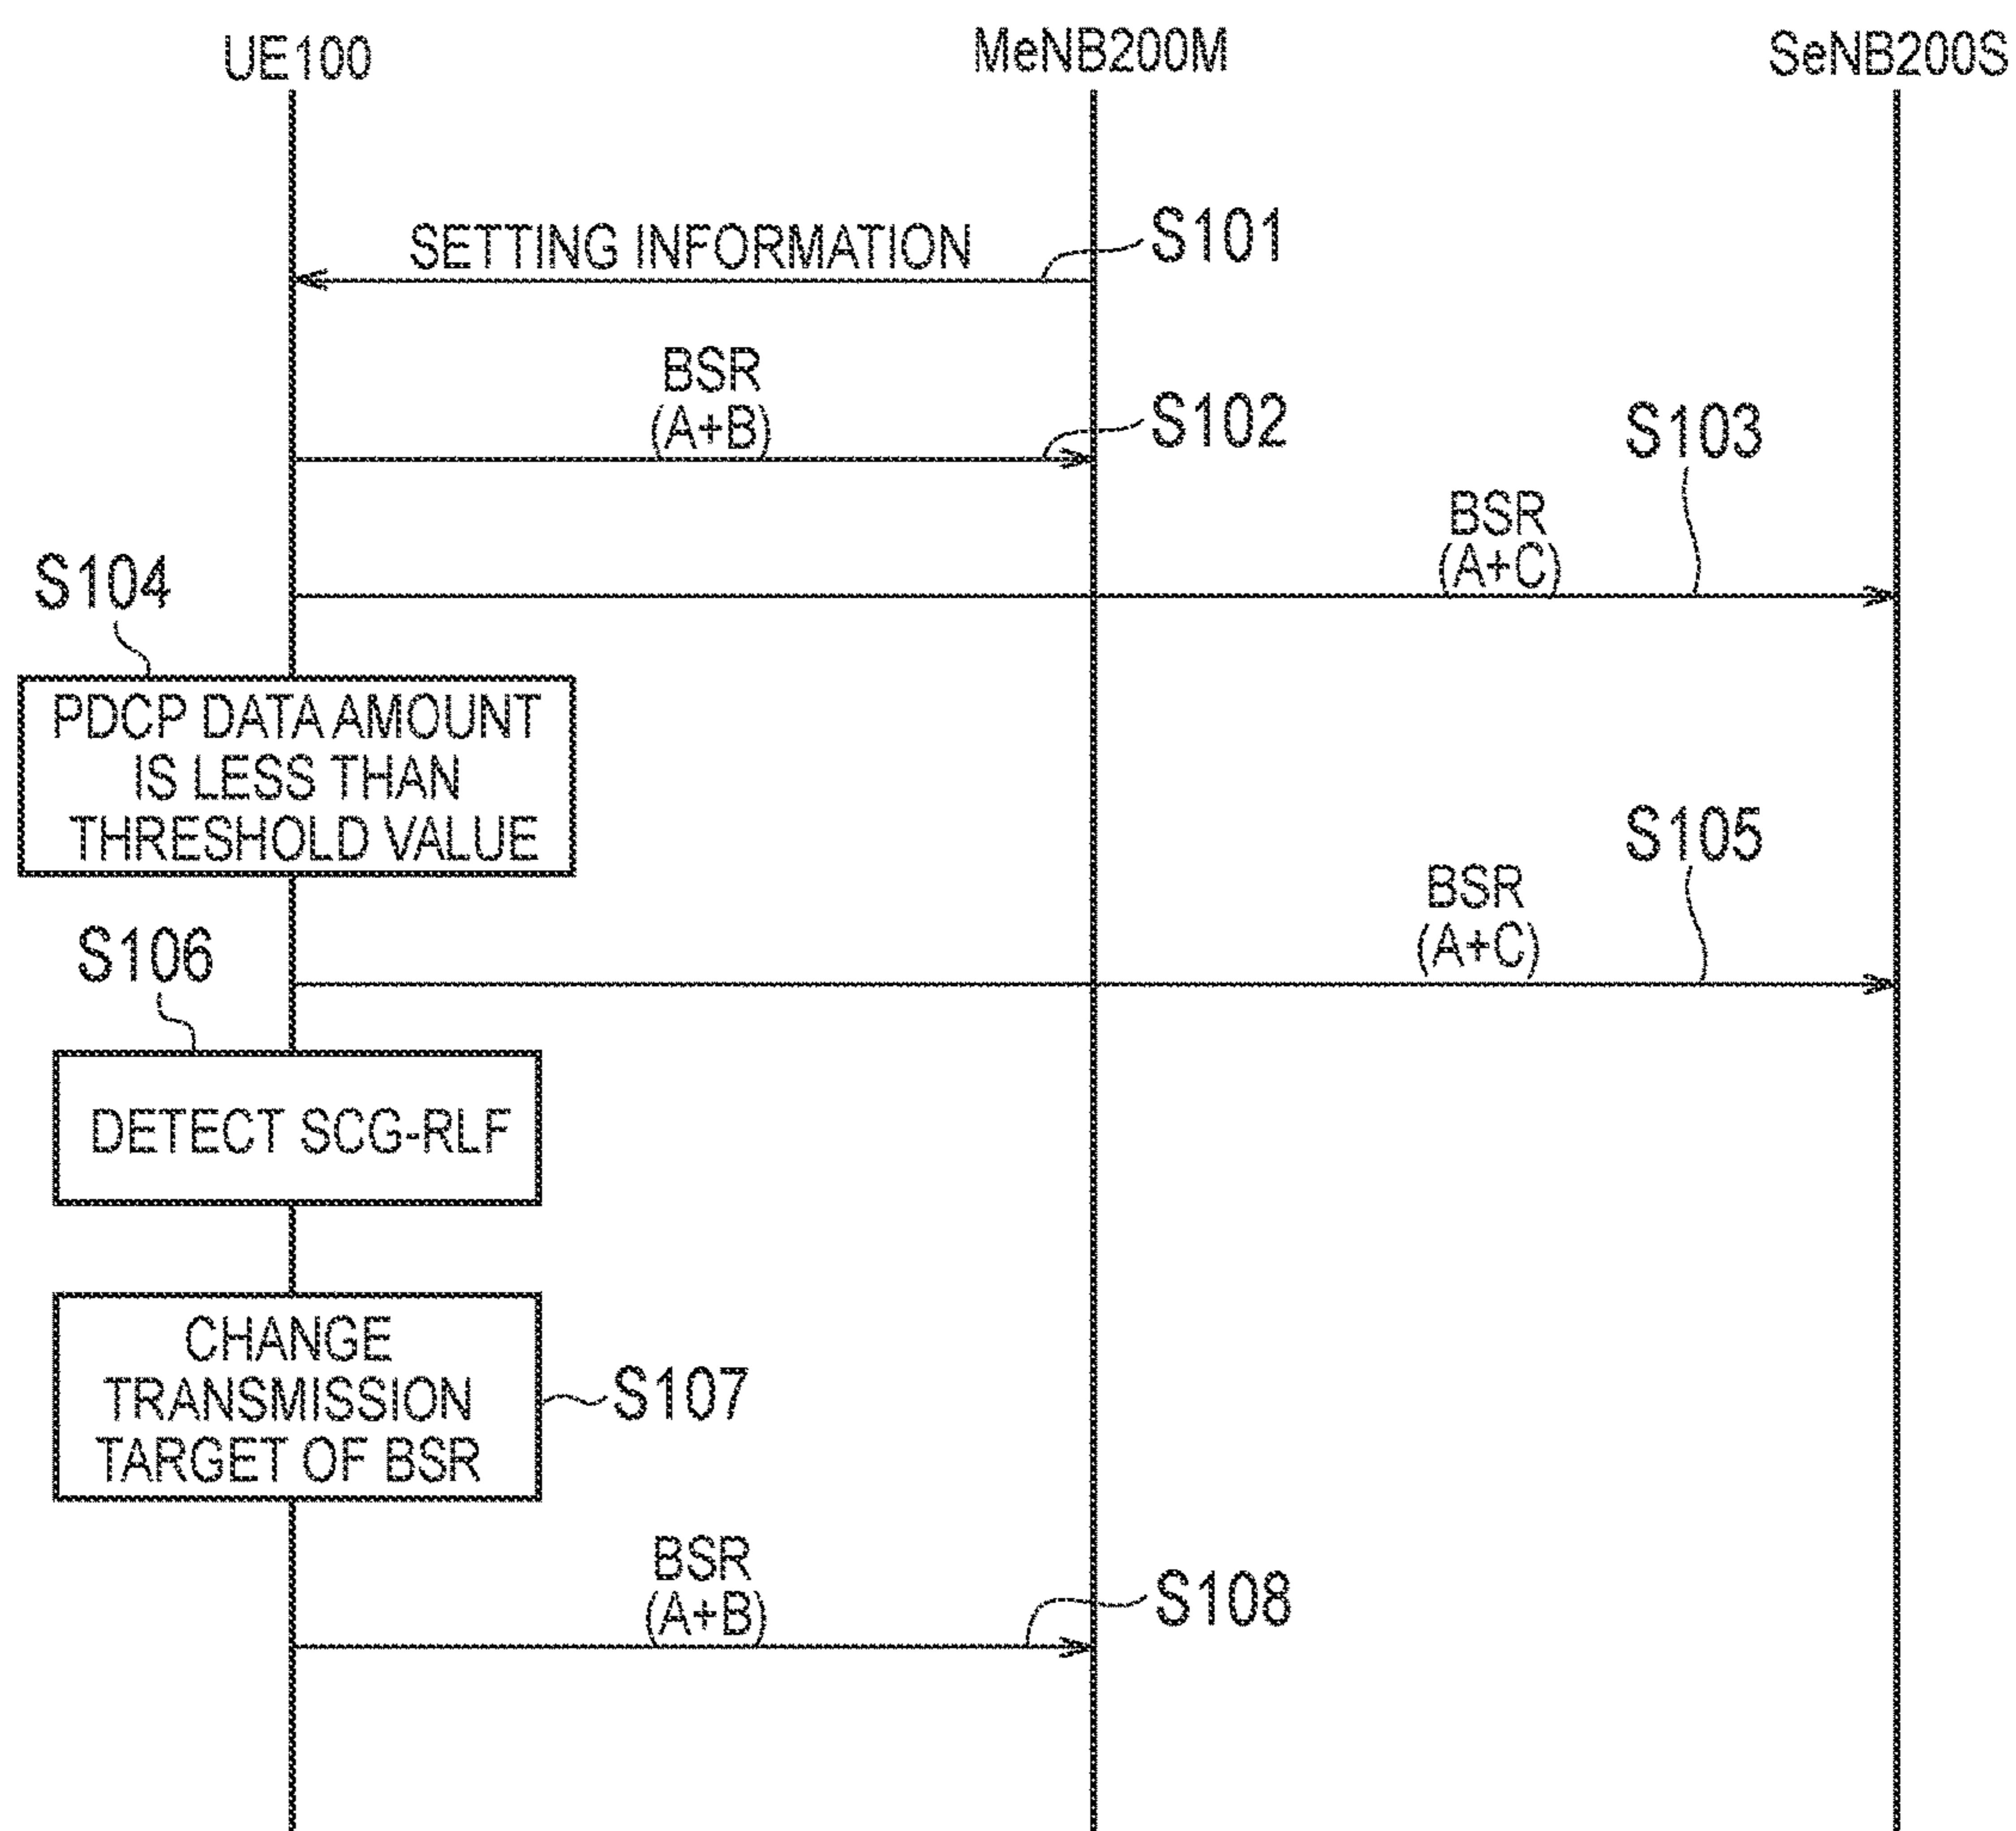 UE100
MeNB200M
SeNB200S
SETTING INFORMATION
S101
BSR
(A+B)
S102
BSR
(A+C)
S103
S104
PDCP DATA AMOUNT
IS LESS THAN
THRESHOLD VALUE
BSR
(A+C)
S105
S106
DETECT SCG-RLF
CHANGE
TRANSMISSION
TARGET OF BSR
S107
BSR
(A+B)
S108